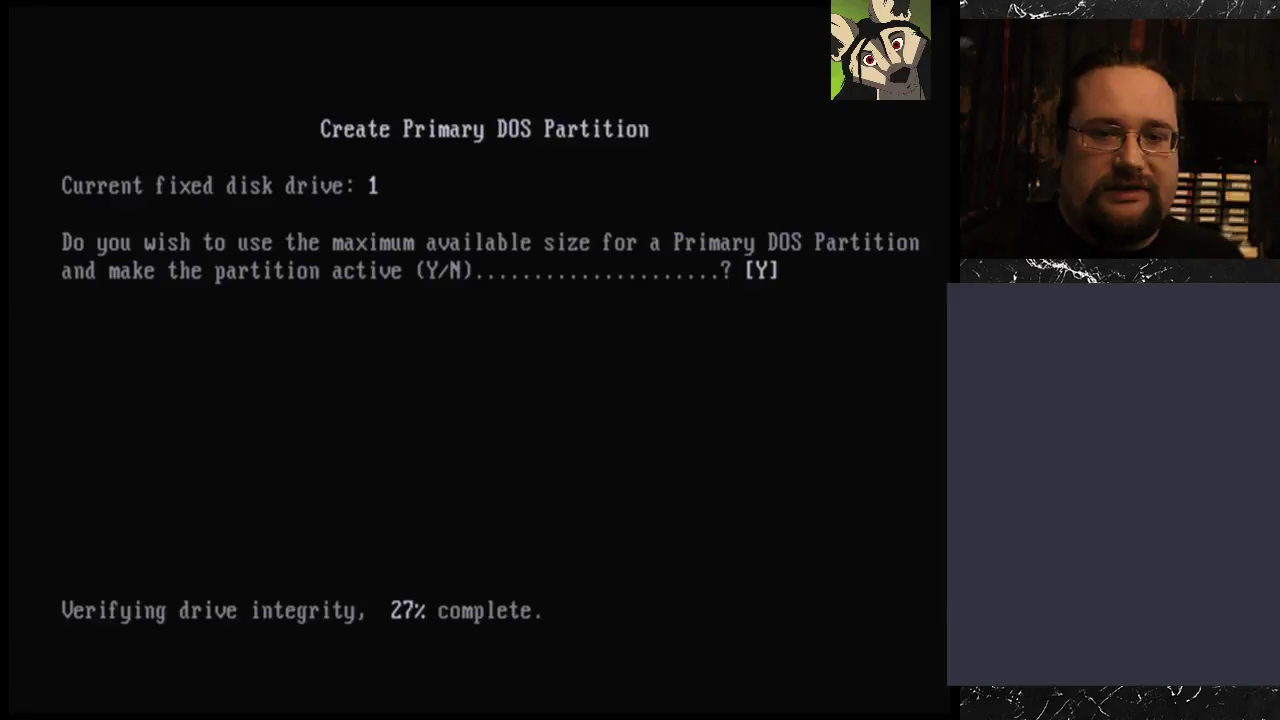 Create Primary DOS Partition
Current fixed disk drive: 1
Do you wish to use the maximum available size for a Primary DOS Partition
and make the partition active (Y/N).....................? [Y]
Verifying drive integrity, 27% complete.